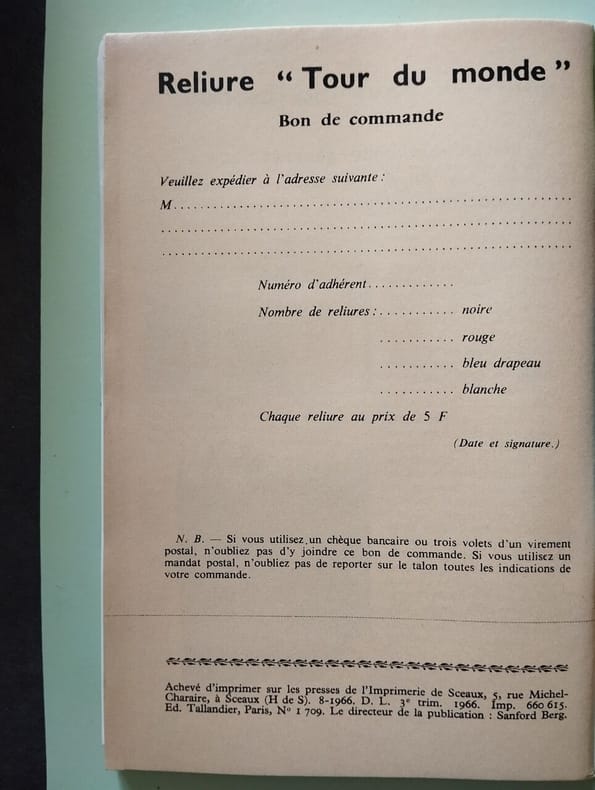 Reliure “ Tour du monde ”
Bon de commande
Veuillez expédier à l'adresse suivante :
M. . . . . . . . . . . . . . . . . . . . . . . . . . . . . . . . . . . . . . . . . . . . . . . . . . . . . . . . . .
. . . . . . . . . . . . . . . . . . . . . . . . . . . . . . . . . . . . . . . . . . . . . . . . . . . . . . . . . . . .
. . . . . . . . . . . . . . . . . . . . . . . . . . . . . . . . . . . . . . . . . . . . . . . . . . . . . . . . . . . .
Numéro d'adhérent . . . . . . . . . . . . .
Nombre de reliures : . . . . . . . . . . . noire
. . . . . . . . . . . rouge
. . . . . . . . . . . bleu drapeau
. . . . . . . . . . . blanche
Chaque reliure au prix de 5 F
(Date et signature.)
N. B. — Si vous utilisez un chèque bancaire ou trois volets d'un virement
postal, n'oubliez pas d'y joindre ce bon de commande. Si vous utilisez un
mandat postal, n'oubliez pas de reporter sur le talon toutes les indications de
votre commande.
Achevé d'imprimer sur les presses de l'Imprimerie de Sceaux, 5, rue Michel-
Charaire, à Sceaux (H de S). 8-1966. D. L. 3e trim. 1966. Imp. 660 615.
Ed. Tallandier, Paris, No 1 709. Le directeur de la publication : Sanford Berg.